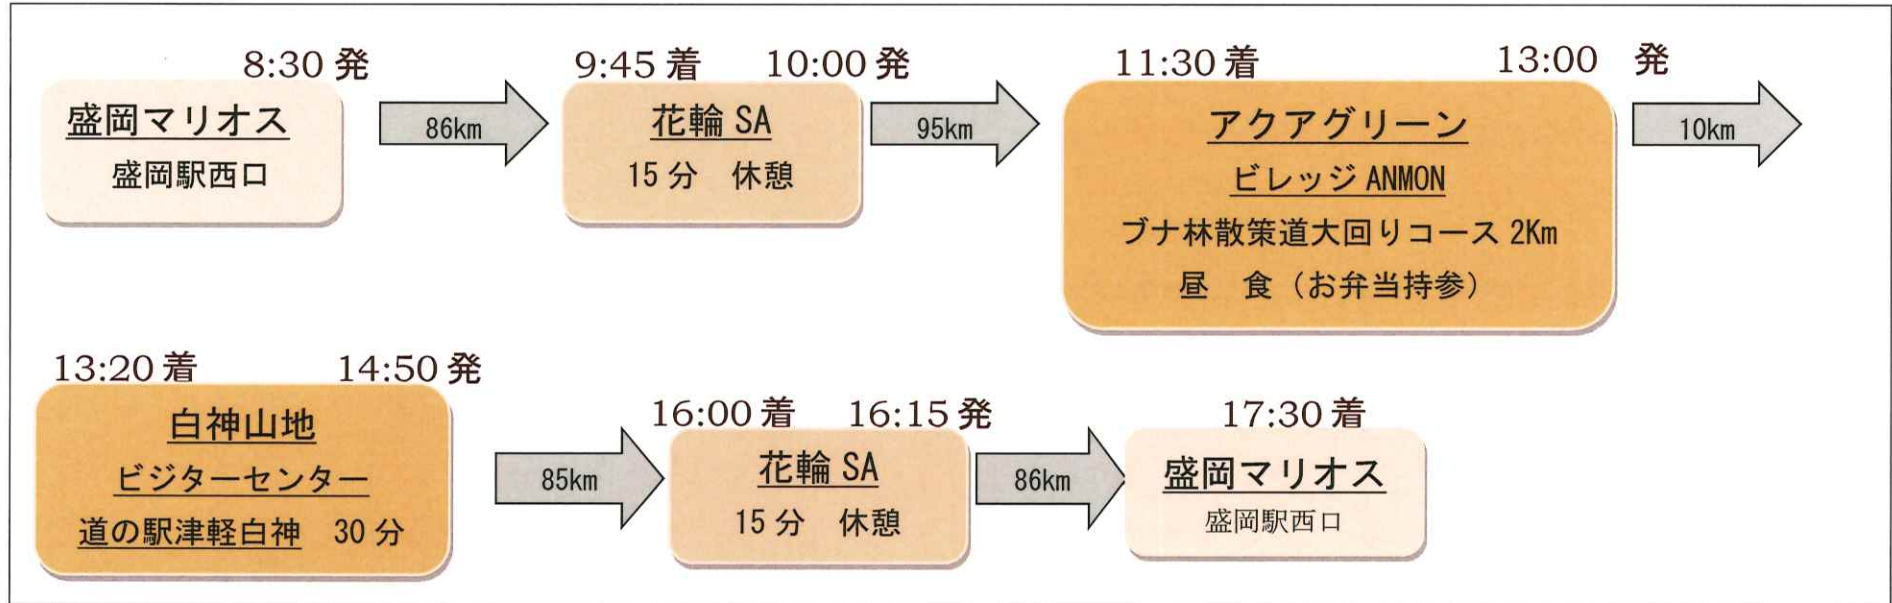 8:30 発
9:45 着　10:00 発
11:30 着　13:00　発
盛岡マリオス
盛岡駅西口
86km
花輪 SA
15 分　休憩
95km
アクアグリーン
ビレッジ ANMON
ブナ林散策道大回りコース 2Km
昼　食（お弁当持参）
10km
13:20 着　14:50 発
白神山地
ビジターセンター
道の駅津軽白神　30 分
85km
16:00 着　16:15 発
花輪 SA
15 分　休憩
86km
17:30 着
盛岡マリオス
盛岡駅西口